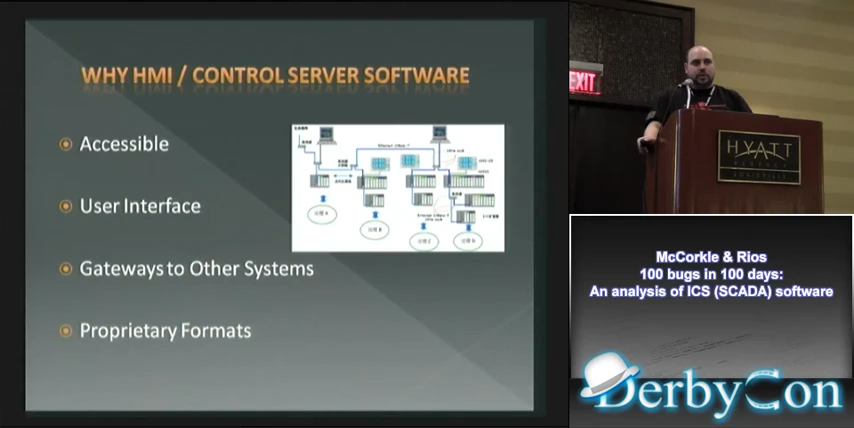 WHY HMI / CONTROL SERVER SOFTWARE
Accessible
User Interface
Gateways to Other Systems
Proprietary Formats
EXIT
HYATT
REGENCY
McCorkle & Rios
100 bugs in 100 days:
An analysis of ICS (SCADA) software
DerbyCon